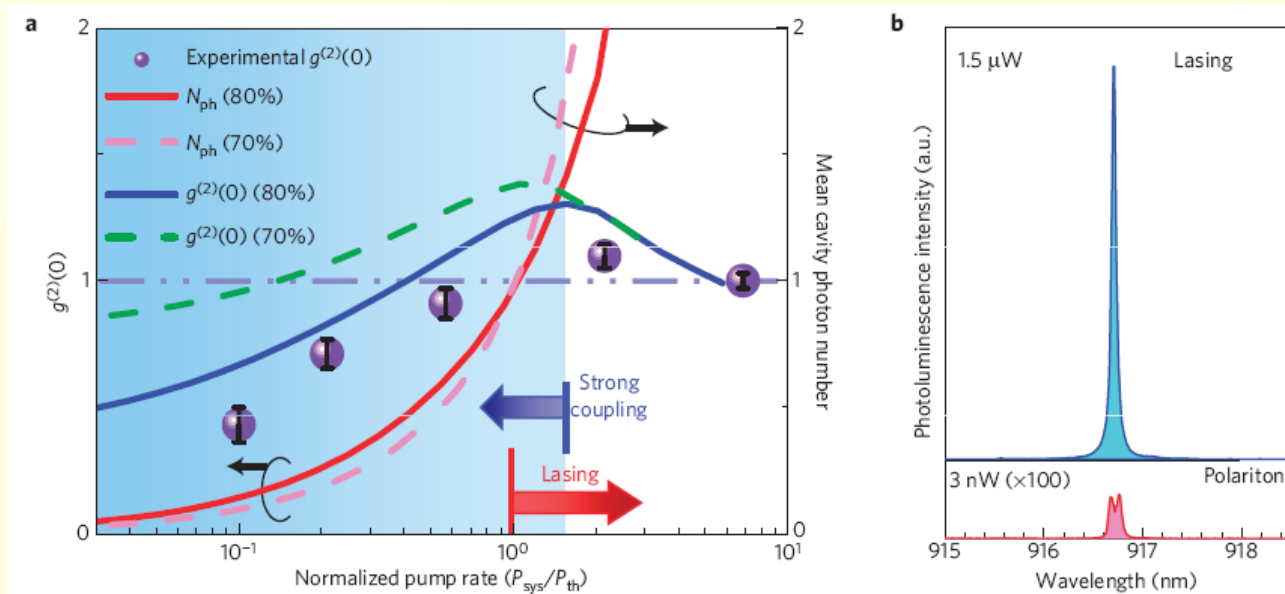 a
2
Experimental g⁽²⁾(0)
Nph (80%)
Nph (70%)
g⁽²⁾(0) (80%)
g⁽²⁾(0) (70%)
1
0
g⁽²⁾(0)
2
1
0
Mean cavity photon number
Strong
coupling
Lasing
10⁻¹
10⁰
10¹
Normalized pump rate (Psys/Pth)
b
1.5 μW
Lasing
3 nW (×100)
Polariton
Photoluminescence intensity (a.u.)
915
916
917
918
Wavelength (nm)